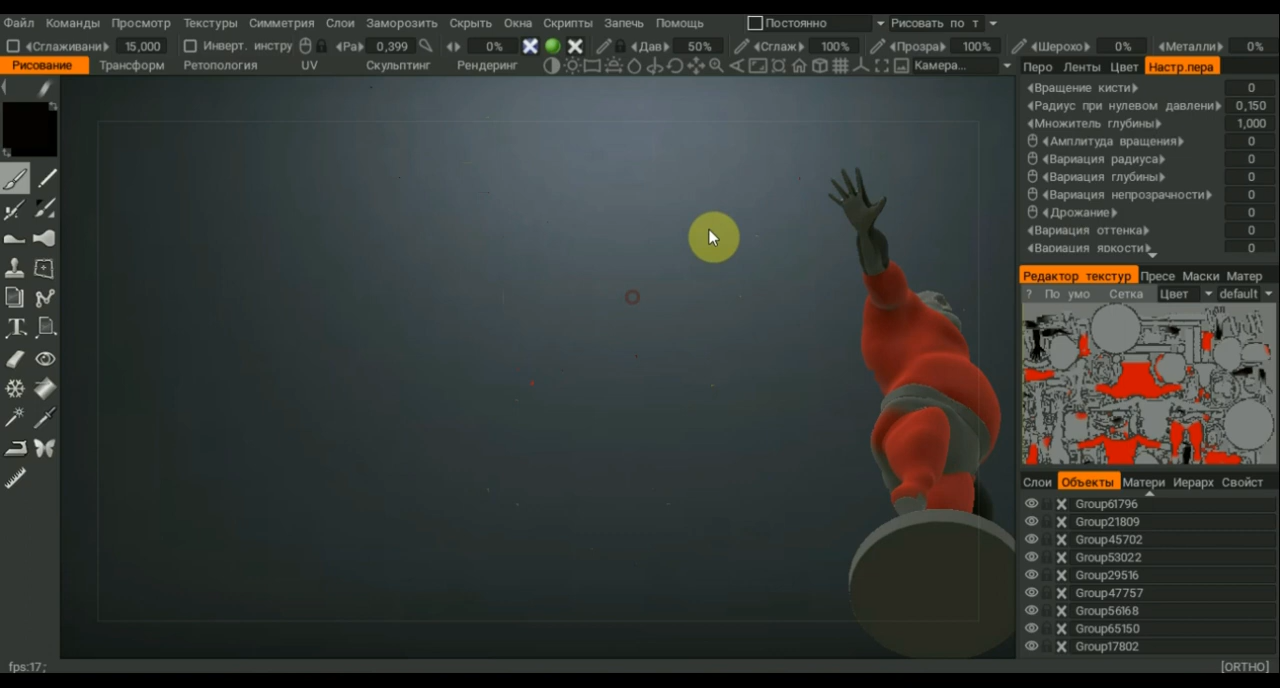 Файл Команды Просмотр Текстуры Симметрия Слои Заморозить Скрыть Окна Скрипты Запечь Помощь Постоянно Рисовать по т
Сглаживани 15,000 Инверт. инстру Ра 0,399 0% Дав 50% Сглаж 100% Прозра 100% Шерохо 0% Металли 0%
Рисование Трансформ Ретопология UV Скульптинг Рендеринг Камера...
Перо Ленты Цвет Настр.пера
Вращение кисти 0
Радиус при нулевом давлени 0,150
Множитель глубины 1,000
Амплитуда вращения 0
Вариация радиуса 0
Вариация глубины 0
Вариация непрозрачности 0
Дрожание 0
Вариация оттенка 0
Вариация яркости 0
Редактор текстур Пресе Маски Матер
? По умо Сетка Цвет default
Слои Объекты Матери Иерарх Свойст
Group61796
Group21809
Group45702
Group53022
Group29516
Group47757
Group56168
Group65150
Group17802
fps:17; [ORTHO]